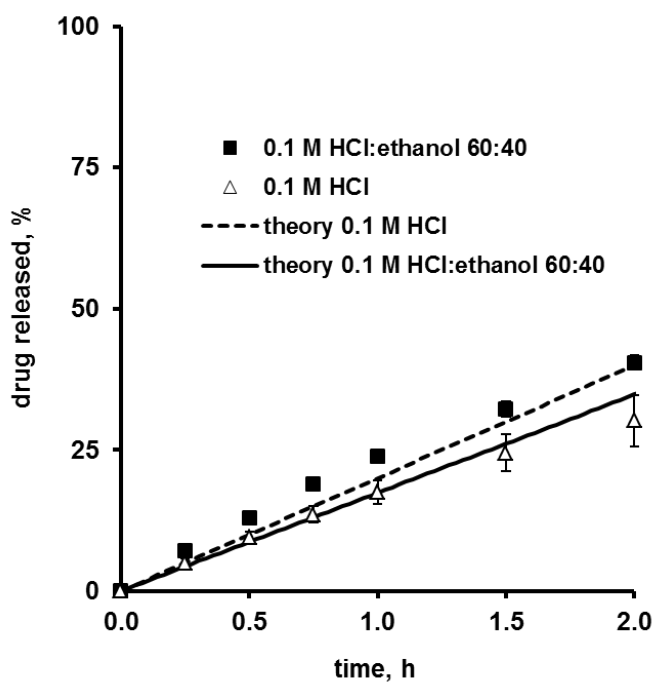 100
75
50
25
0
drug released, %
0.1 M HCl:ethanol 60:40
0.1 M HCl
theory 0.1 M HCl
theory 0.1 M HCl:ethanol 60:40
0.0 0.5 1.0 1.5 2.0
time, h